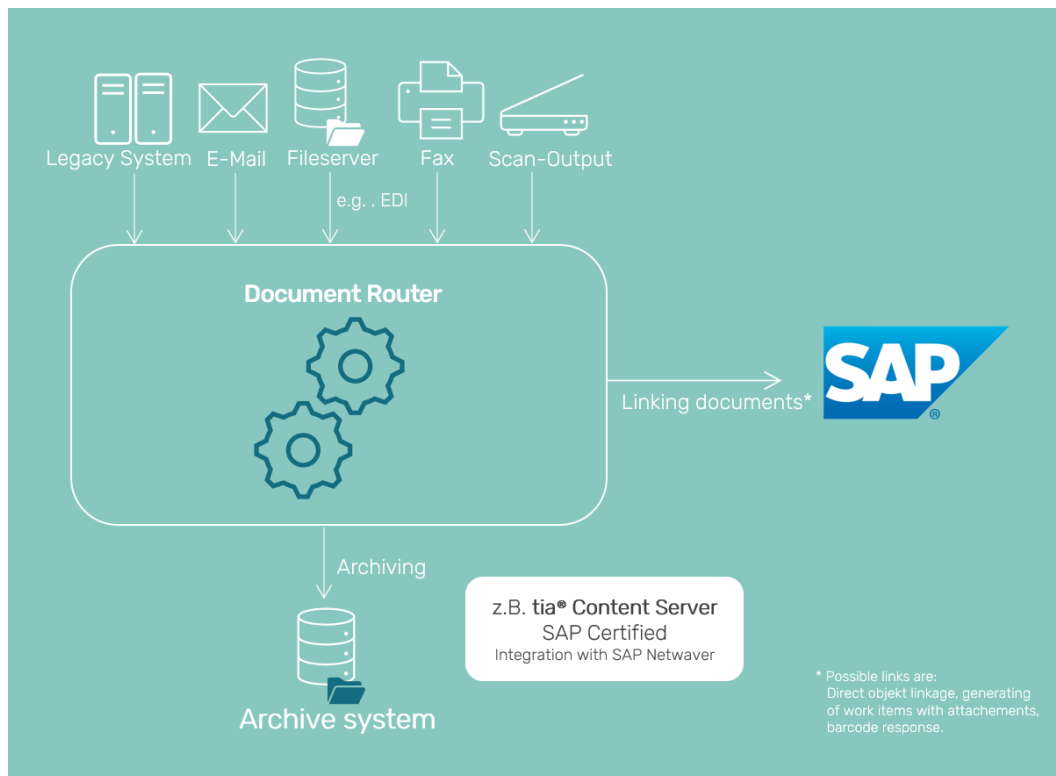 Legacy System E-Mail Fileserver Fax Scan-Output
e.g. . EDI
Document Router
SAP
®
Linking documents*
Archiving
z.B. tia® Content Server
SAP Certified
Integration with SAP Netwaver
Archive system
* Possible links are:
Direct objekt linkage, generating
of work items with attachements,
barcode response.